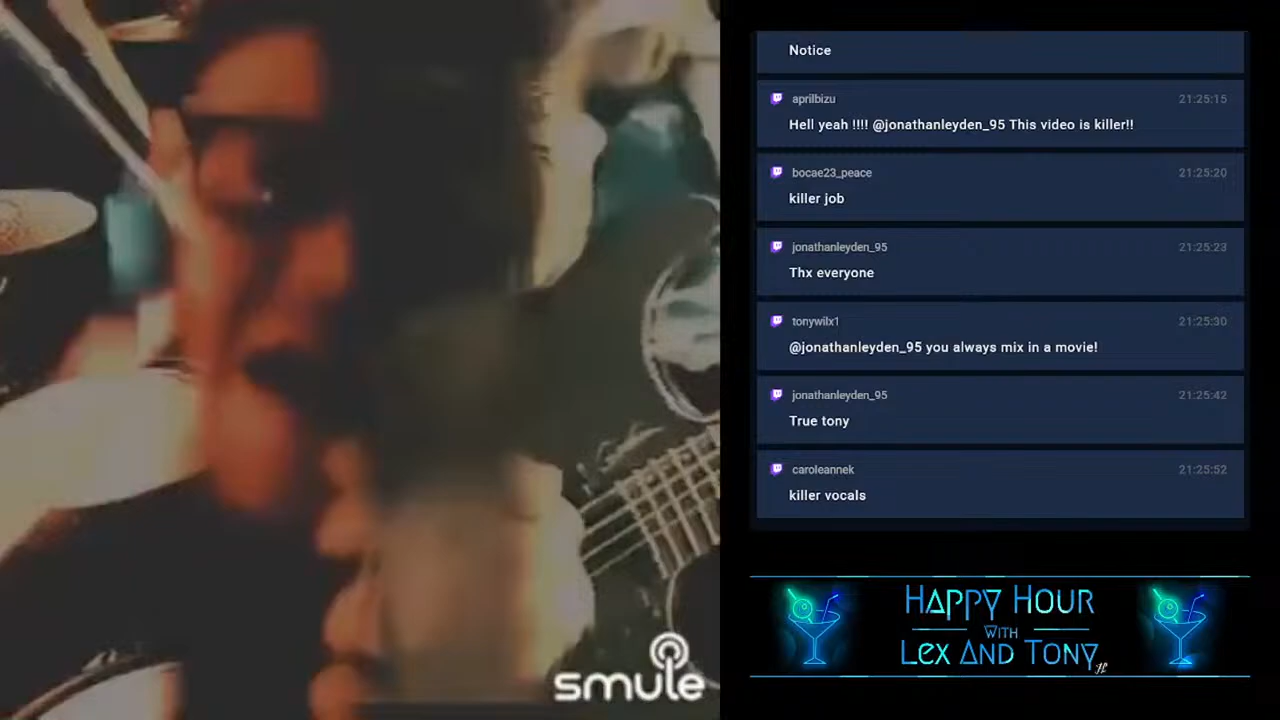 Notice
aprilbizu 21:25:15
Hell yeah !!!! @jonathanleyden_95 This video is killer!!
bocae23_peace 21:25:20
killer job
jonathanleyden_95 21:25:23
Thx everyone
tonywilx1 21:25:30
@jonathanleyden_95 you always mix in a movie!
jonathanleyden_95 21:25:42
True tony
caroleannek 21:25:52
killer vocals
smule
HAPPY HOUR
WITH
LEX AND TONY